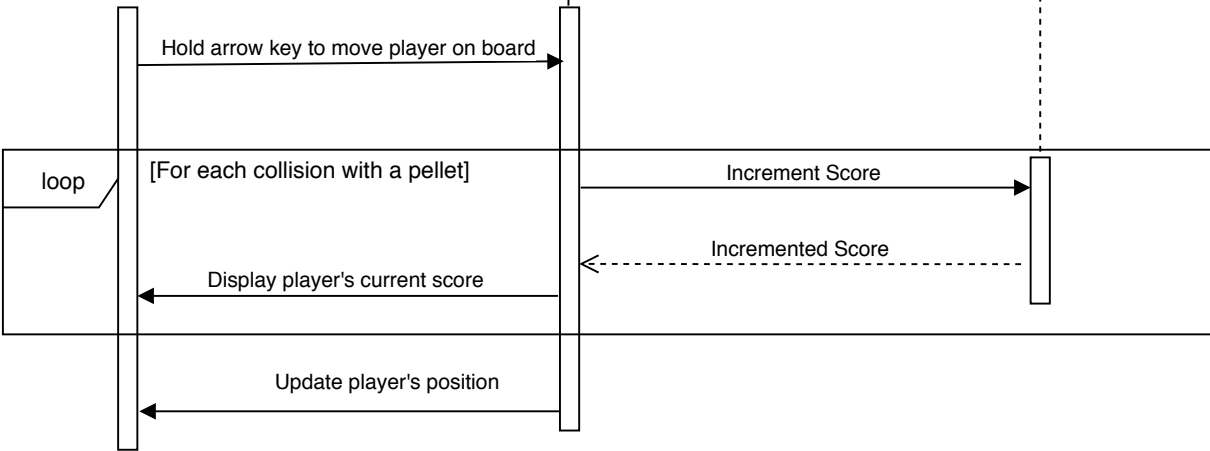 Hold arrow key to move player on board
loop
[For each collision with a pellet]
Increment Score
Incremented Score
Display player's current score
Update player's position